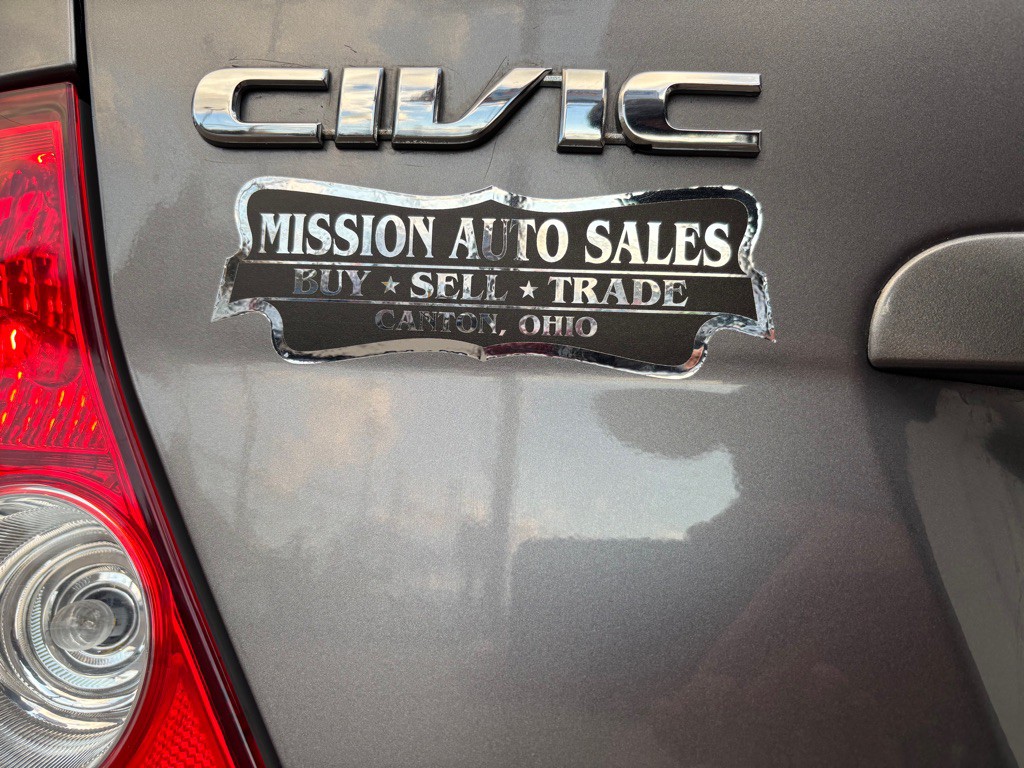 CIVIC
MISSION AUTO SALES
BUY ★ SELL ★ TRADE
CANTON, OHIO